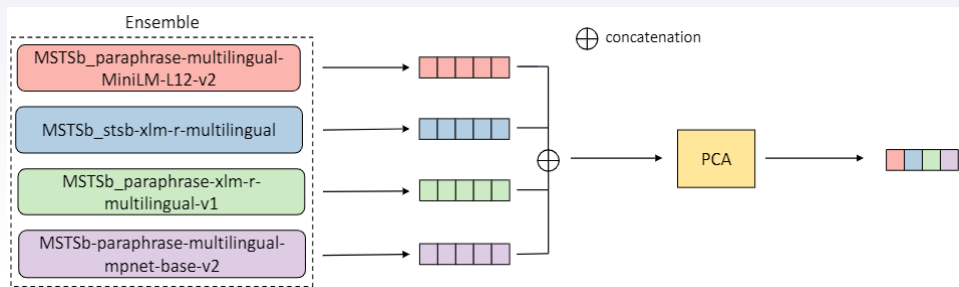 Ensemble
MSTSb_paraphrase-multilingual-
MiniLM-L12-v2
MSTSb_stsb-xlm-r-multilingual
MSTSb_paraphrase-xlm-r-
multilingual-v1
MSTSb-paraphrase-multilingual-
mpnet-base-v2
concatenation
PCA